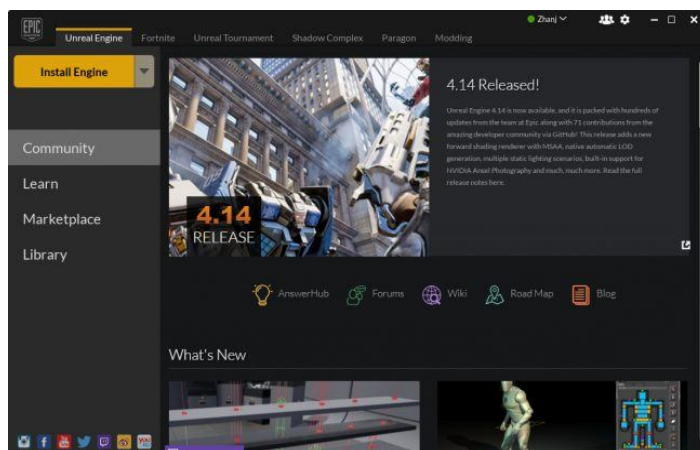 EPIC
GAMES
Zhanj
Unreal Engine Fortnite Unreal Tournament Shadow Complex Paragon Modding
Install Engine
Community
Learn
Marketplace
Library
4.14
RELEASE
4.14 Released!
Unreal Engine 4.14 is now available, and it is packed with hundreds of
updates from the team at Epic along with 71 contributions from the
amazing developer community via GitHub! This release adds a new
forward shading renderer with MSAA, native automatic LOD
generation, multiple static lighting scenarios, built-in support for
NVIDIA Ansel Photography and much, much more. Read the full
release notes here.
AnswerHub Forums Wiki Road Map Blog
What's New